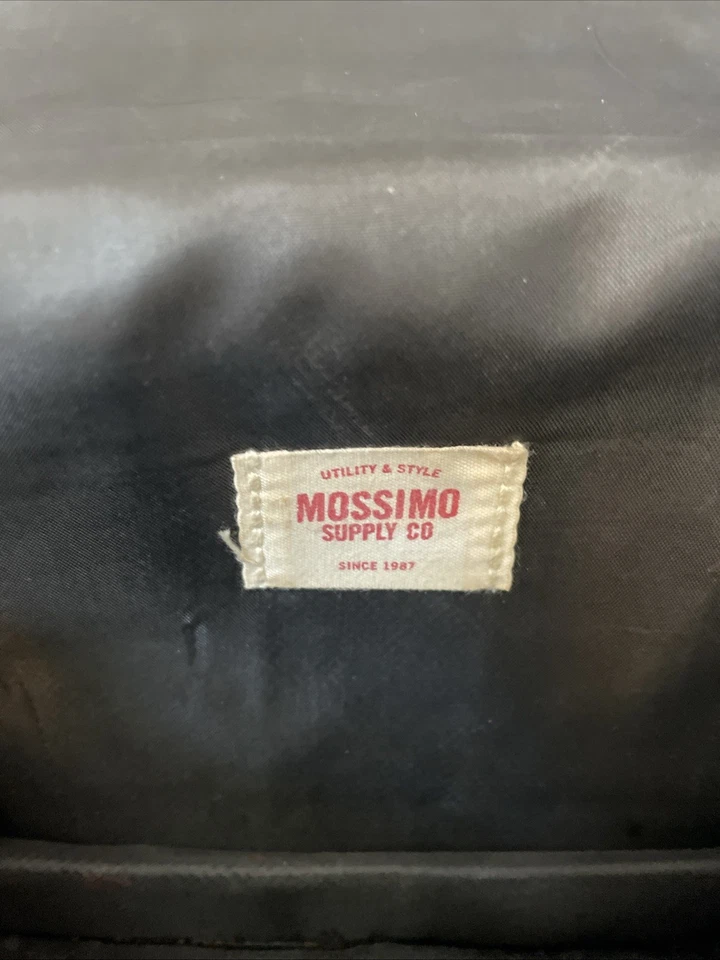 UTILITY & STYLE
MOSSIMO
SUPPLY CO
SINCE 1987